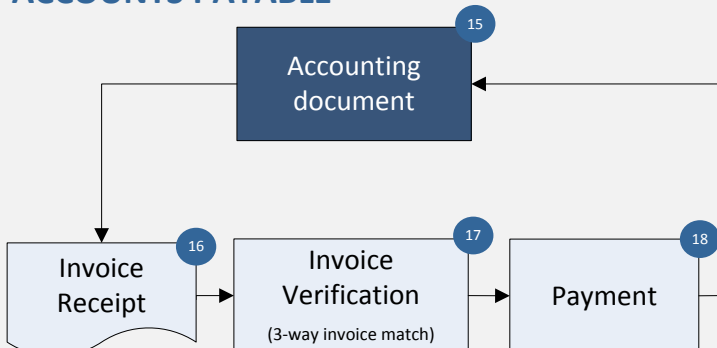 ACCOUNTS PAYABLE
15
Accounting
document
16
Invoice
Receipt
17
Invoice
Verification
(3-way invoice match)
18
Payment